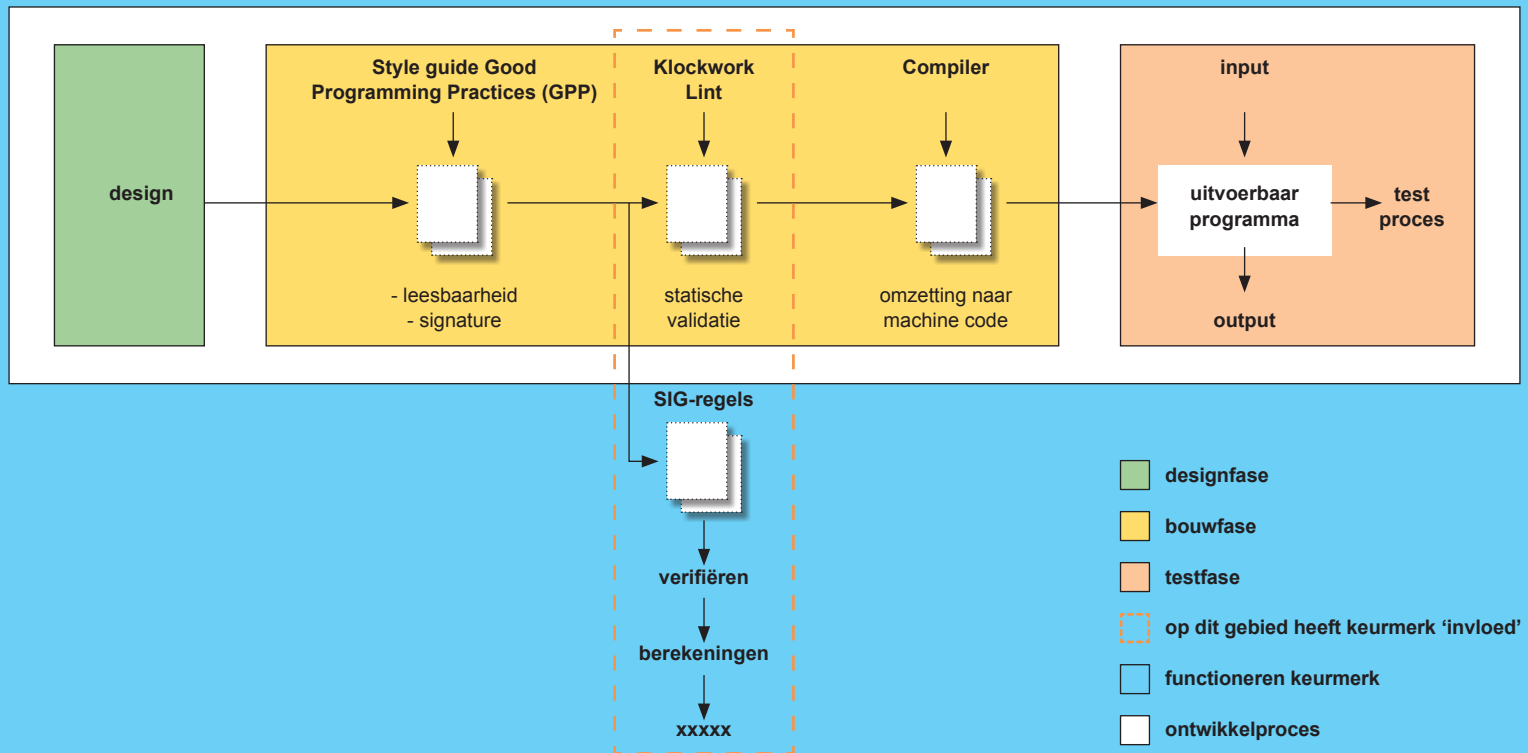 design
Style guide Good
Programming Practices (GPP)
- leesbaarheid
- signature
Klockwork
Lint
statische
validatie
Compiler
omzetting naar
machine code
input
uitvoerbaar
programma
test
proces
output
SIG-regels
verifiëren
berekeningen
xxxxx
designfase
bouwfase
testfase
op dit gebied heeft keurmerk ‘invloed’
functioneren keurmerk
ontwikkelproces